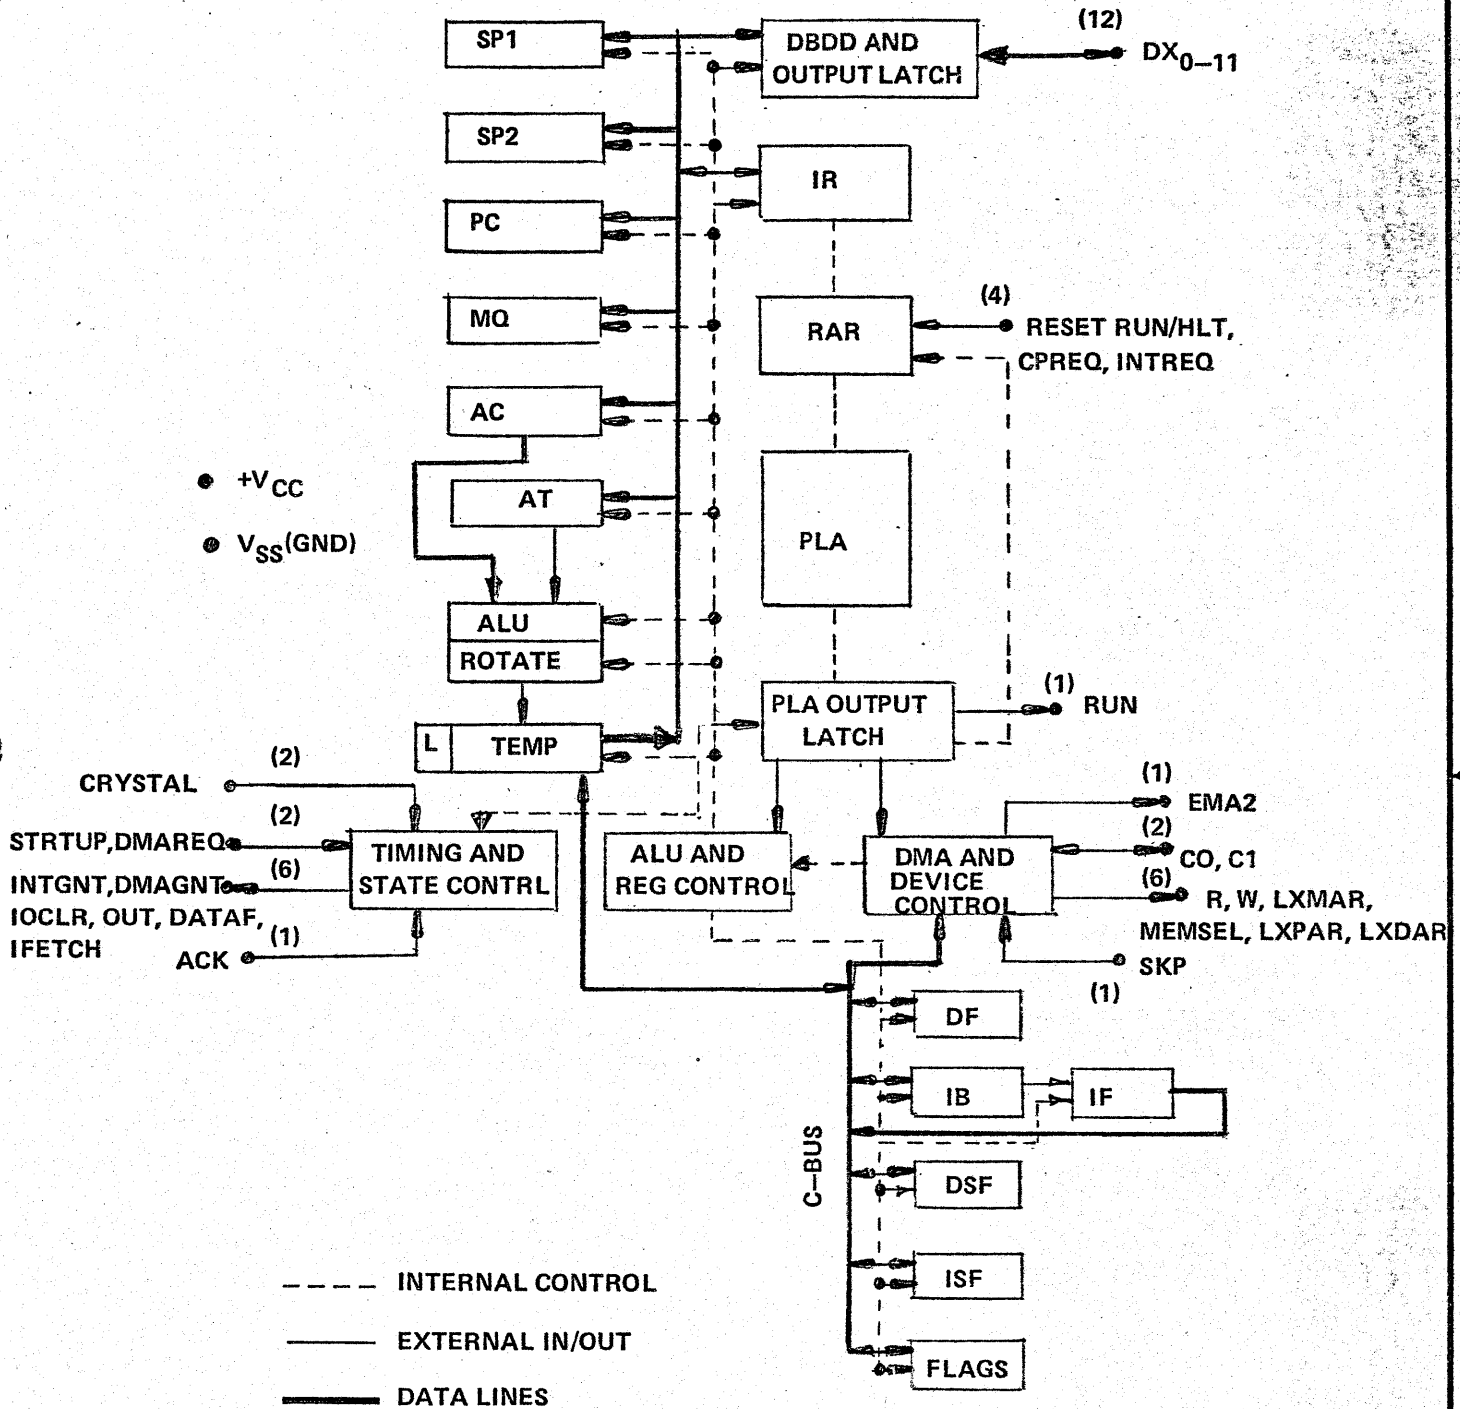 SP1
DBDD AND
OUTPUT LATCH
(12)
DX0–11
SP2
IR
PC
MQ
RAR
(4)
RESET RUN/HLT,
CPREQ, INTREQ
AC
+VCC
AT
VSS(GND)
PLA
ALU
ROTATE
PLA OUTPUT
LATCH
(1)
RUN
L
TEMP
CRYSTAL
(2)
(1)
EMA2
STRTUP,DMAREQ
(2)
TIMING AND
STATE CONTRL
ALU AND
REG CONTROL
DMA AND
DEVICE
CONTROL
(2)
CO, C1
INTGNT,DMAGNT
(6)
IOCLR, OUT, DATAF,
IFETCH
(6)
R, W, LXMAR,
MEMSEL, LXPAR, LXDAR
ACK
(1)
SKP
(1)
DF
IB
IF
C–BUS
DSF
ISF
FLAGS
INTERNAL CONTROL
EXTERNAL IN/OUT
DATA LINES